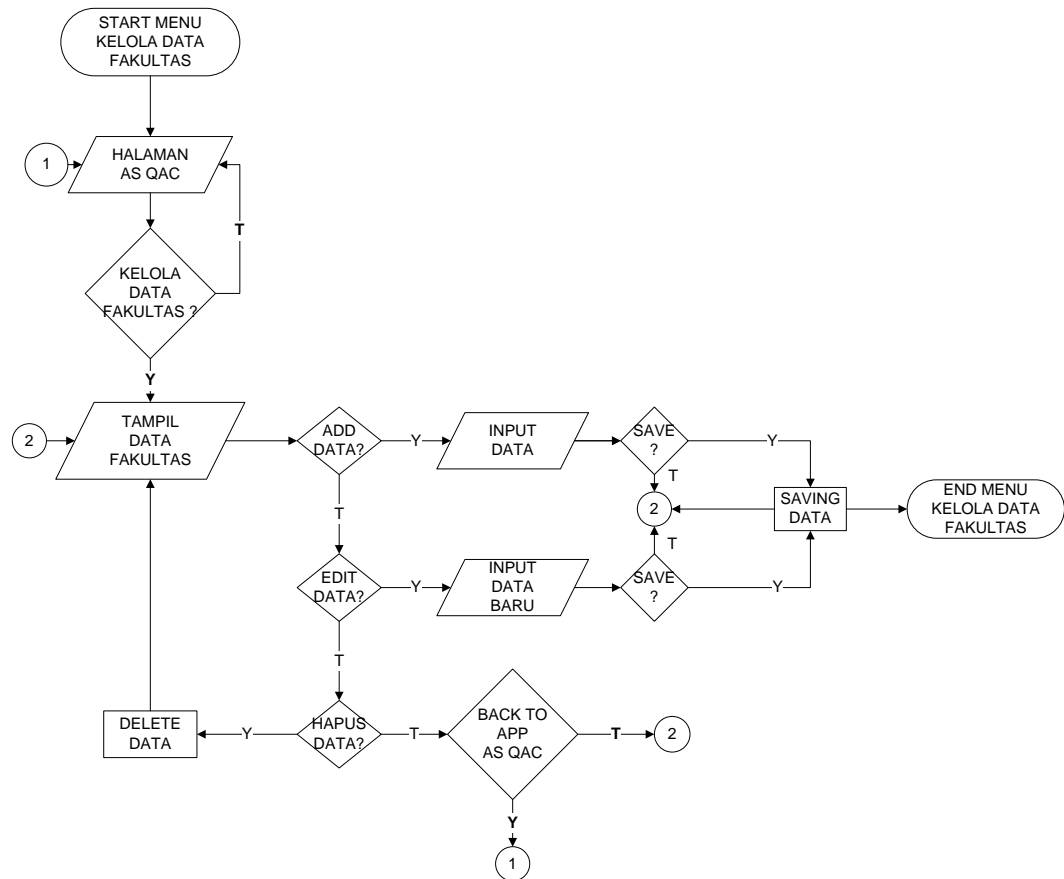 START MENU
KELOLA DATA
FAKULTAS
1
HALAMAN
AS QAC
T
KELOLA
DATA
FAKULTAS ?
Y
2
TAMPIL
DATA
FAKULTAS
ADD
DATA?
Y
INPUT
DATA
SAVE
?
Y
T
T
2
SAVING
DATA
END MENU
KELOLA DATA
FAKULTAS
T
EDIT
DATA?
Y
INPUT
DATA
BARU
SAVE
?
Y
T
DELETE
DATA
Y
HAPUS
DATA?
T
BACK TO
APP
AS QAC
T
2
Y
1